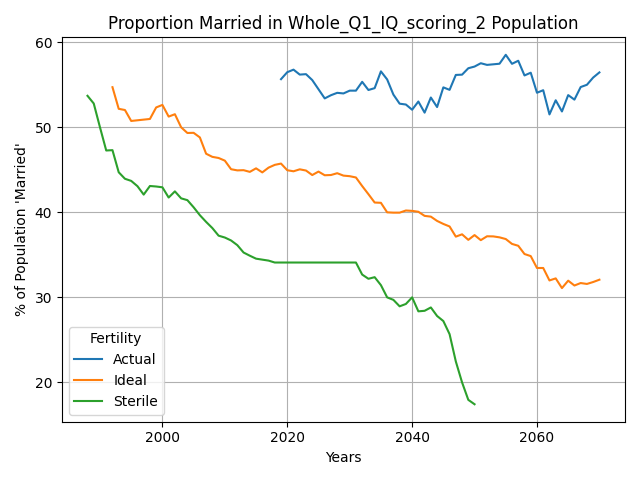 Proportion Married in Whole_Q1_IQ_scoring_2 Population
% of Population 'Married'
60
50
40
30
20
Fertility
Actual
Ideal
Sterile
2000
2020
2040
2060
Years